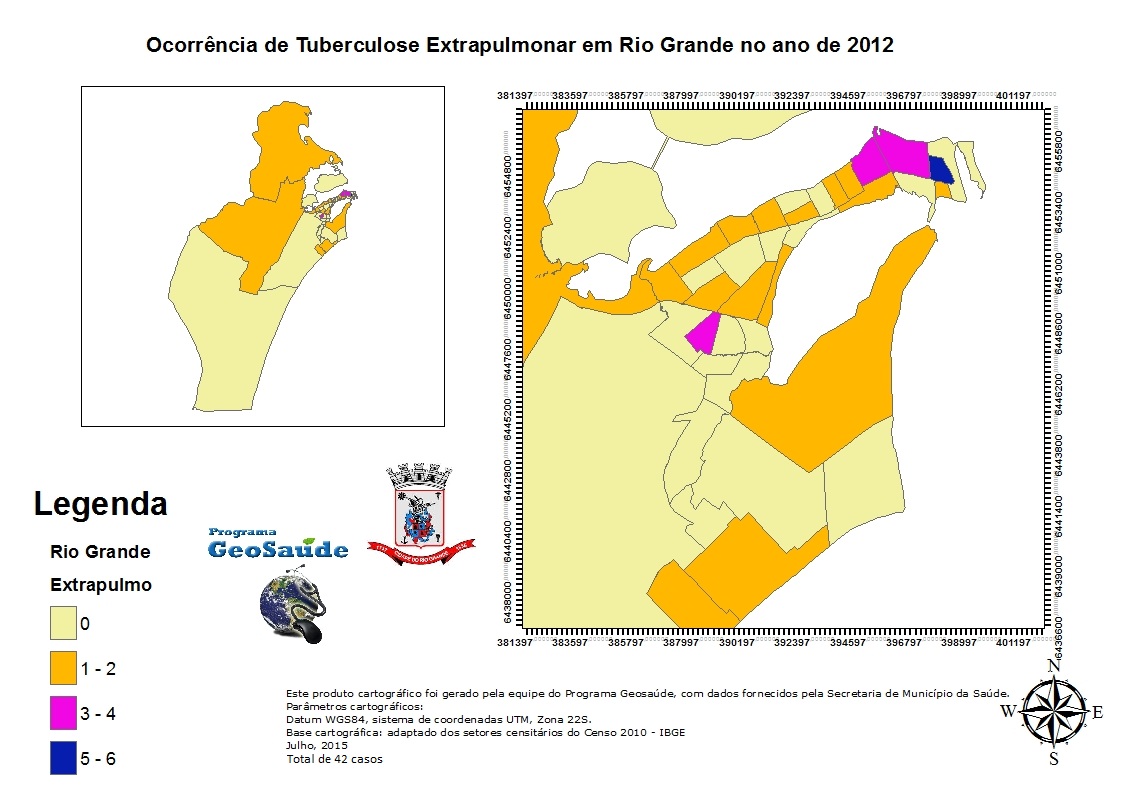 Ocorrência de Tuberculose Extrapulmonar em Rio Grande no ano de 2012
381397 383597 385797 387997 390197 392397 394597 396797 398997 401197
6454800
6452400
6450000
6447600
6445200
6442800
6440400
6438000
6455800
6453400
6451000
6448600
6446200
6443800
6441400
6439000
6436600
381397 383597 385797 387997 390197 392397 394597 396797 398997 401197
Legenda
Rio Grande
Extrapulmo
0
1 - 2
3 - 4
5 - 6
Programa
GeoSaúde
CIDADE DO RIO GRANDE
Este produto cartográfico foi gerado pela equipe do Programa Geosaúde, com dados fornecidos pela Secretaria de Município da Saúde.
Parâmetros cartográficos:
Datum WGS84, sistema de coordenadas UTM, Zona 22S.
Base cartográfica: adaptado dos setores censitários do Censo 2010 - IBGE
Julho, 2015
Total de 42 casos
N
W E
S